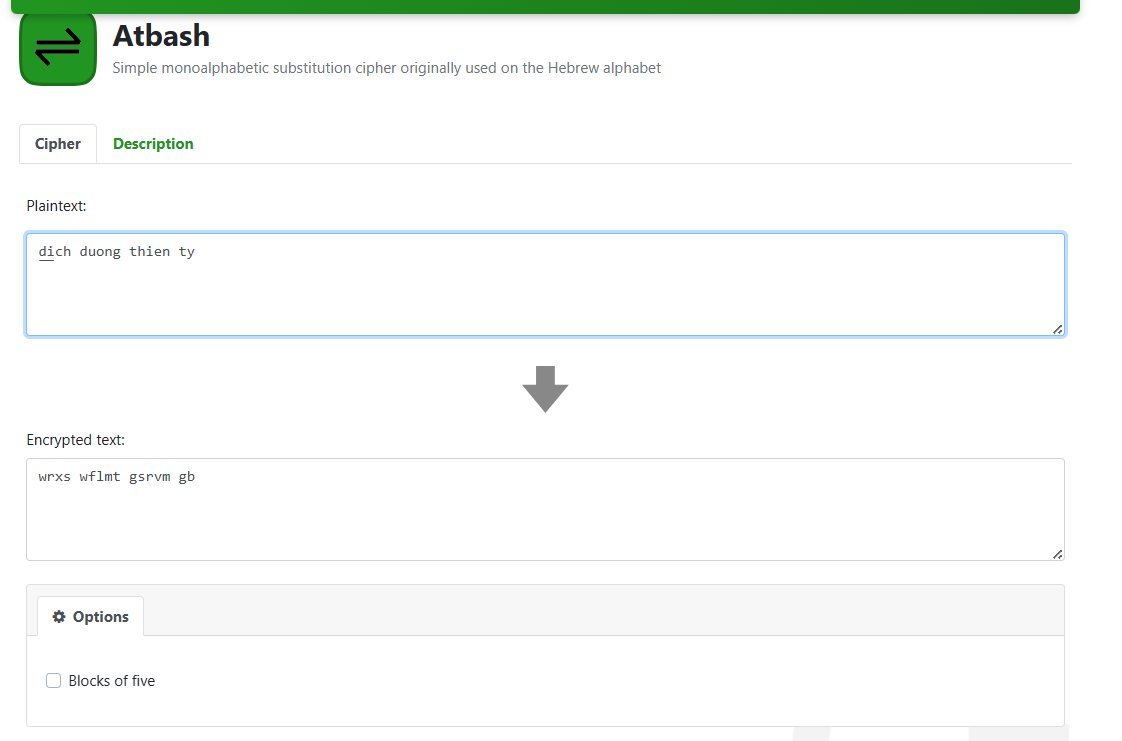 Atbash
Simple monoalphabetic substitution cipher originally used on the Hebrew alphabet
Cipher
Description
Plaintext:
dich duong thien ty
Encrypted text:
wrxs wflmt gsrvm gb
Options
Blocks of five